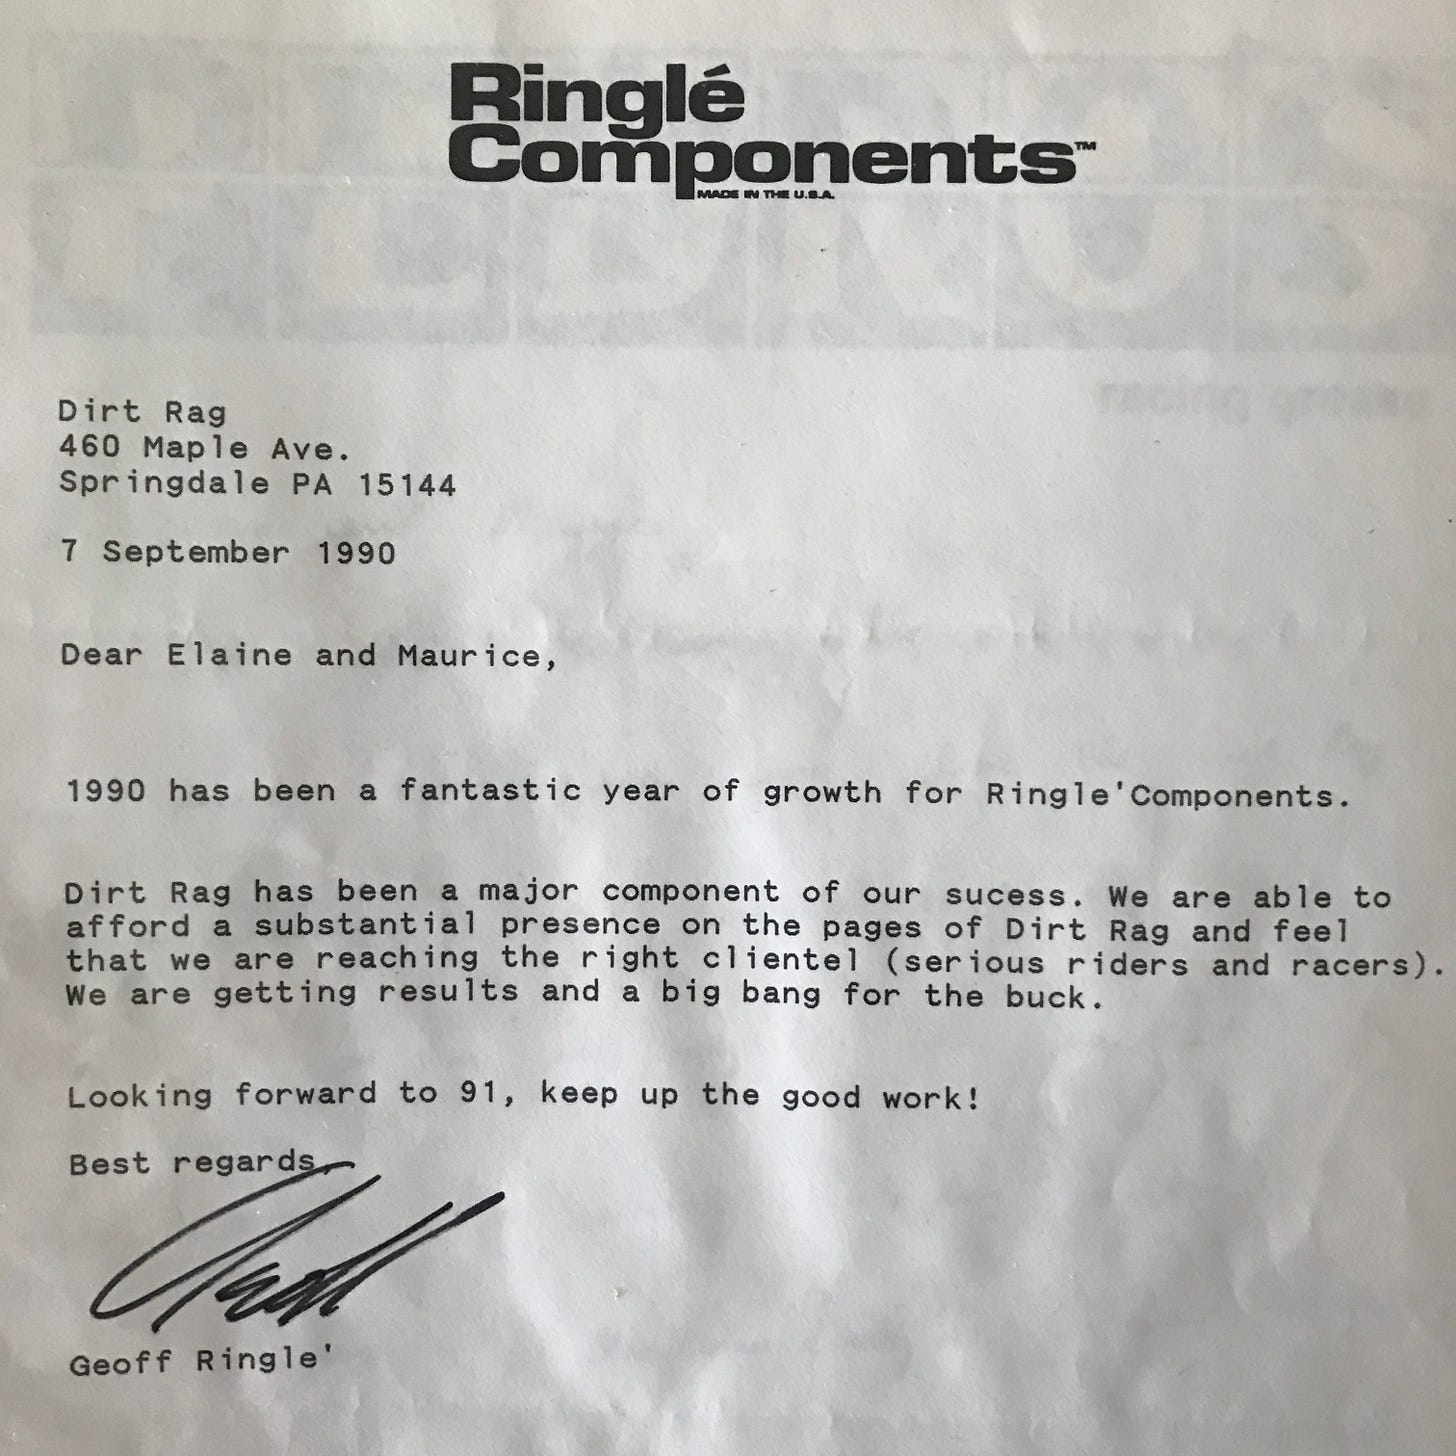 Ringlé
Components™
MADE IN THE U.S.A.
Dirt Rag
460 Maple Ave.
Springdale PA 15144
7 September 1990
Dear Elaine and Maurice,
1990 has been a fantastic year of growth for Ringle'Components.
Dirt Rag has been a major component of our sucess. We are able to
afford a substantial presence on the pages of Dirt Rag and feel
that we are reaching the right clientel (serious riders and racers).
We are getting results and a big bang for the buck.
Looking forward to 91, keep up the good work!
Best regards,
Geoff
Geoff Ringle'